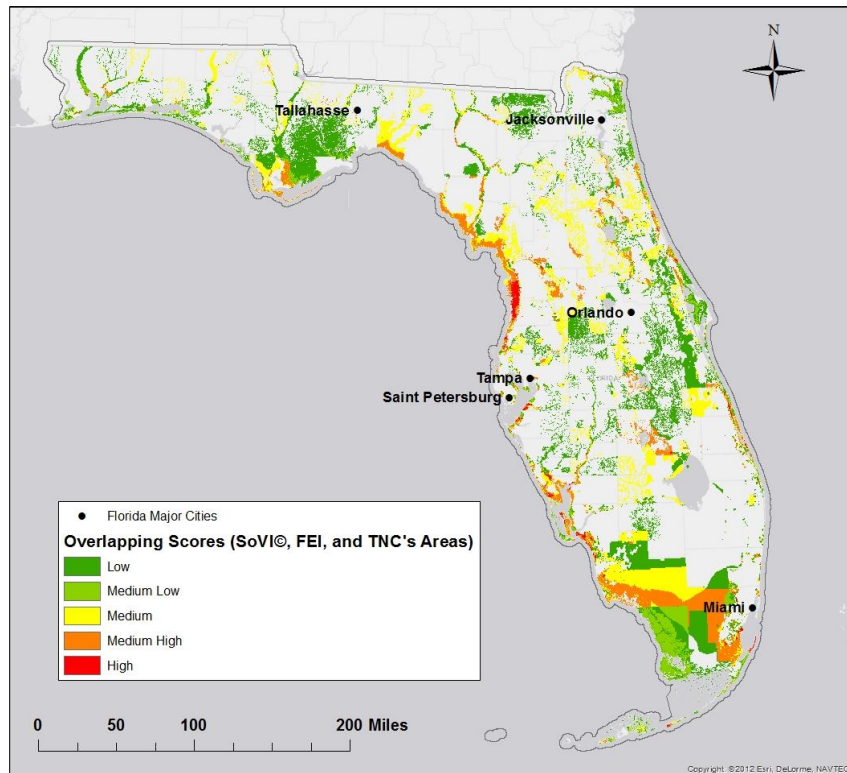 N
Tallahasse
Jacksonville
Orlando
Tampa
Saint Petersburg
Miami
Florida Major Cities
Overlapping Scores (SoVI©, FEI, and TNC's Areas)
Low
Medium Low
Medium
Medium High
High
0 50 100 200 Miles
Copyright: ©2012 Esri, DeLorme, NAVTEQ